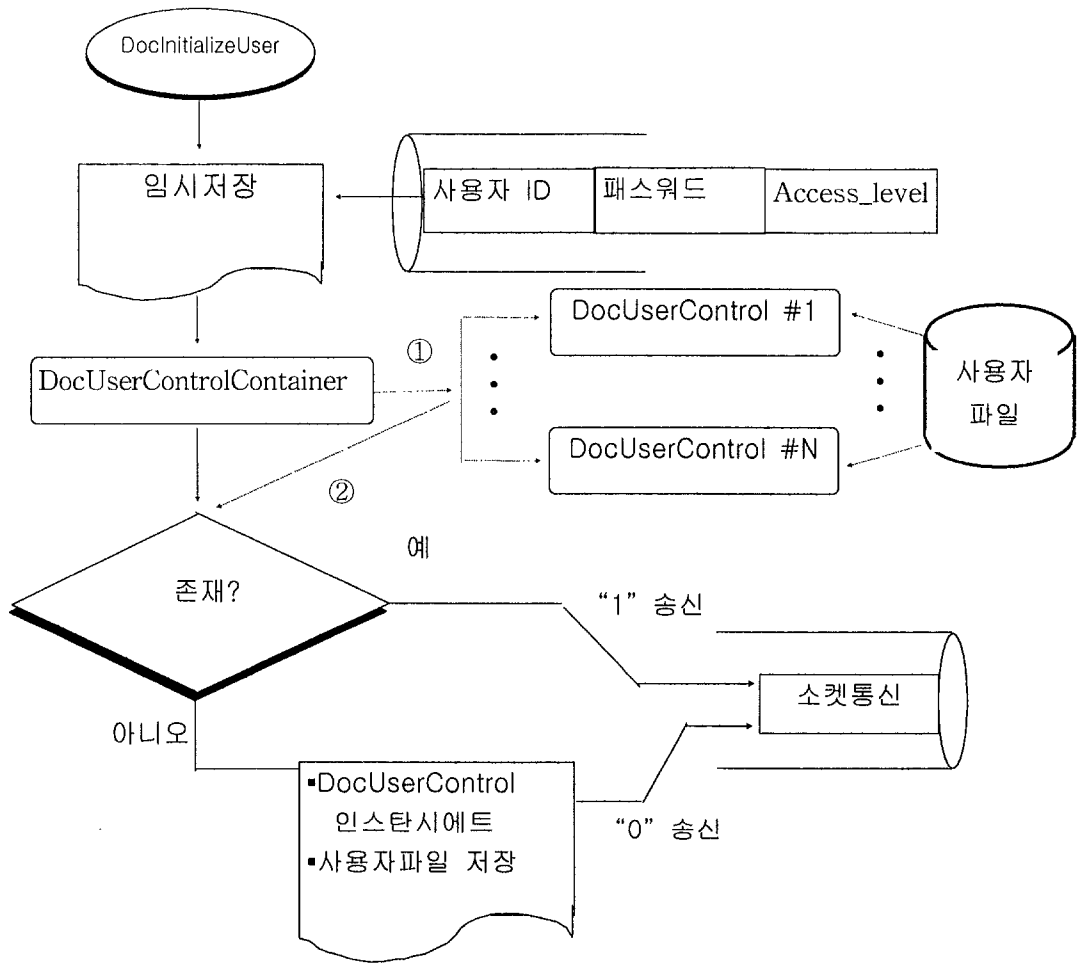 DocInitializeUser
임시저장
사용자 ID
패스워드
Access_level
DocUserControl #1
①
DocUserControlContainer
사용자
파일
DocUserControl #N
②
예
존재?
“1” 송신
소켓통신
아니오
▪DocUserControl
인스탄시에트
▪사용자파일 저장
“0” 송신